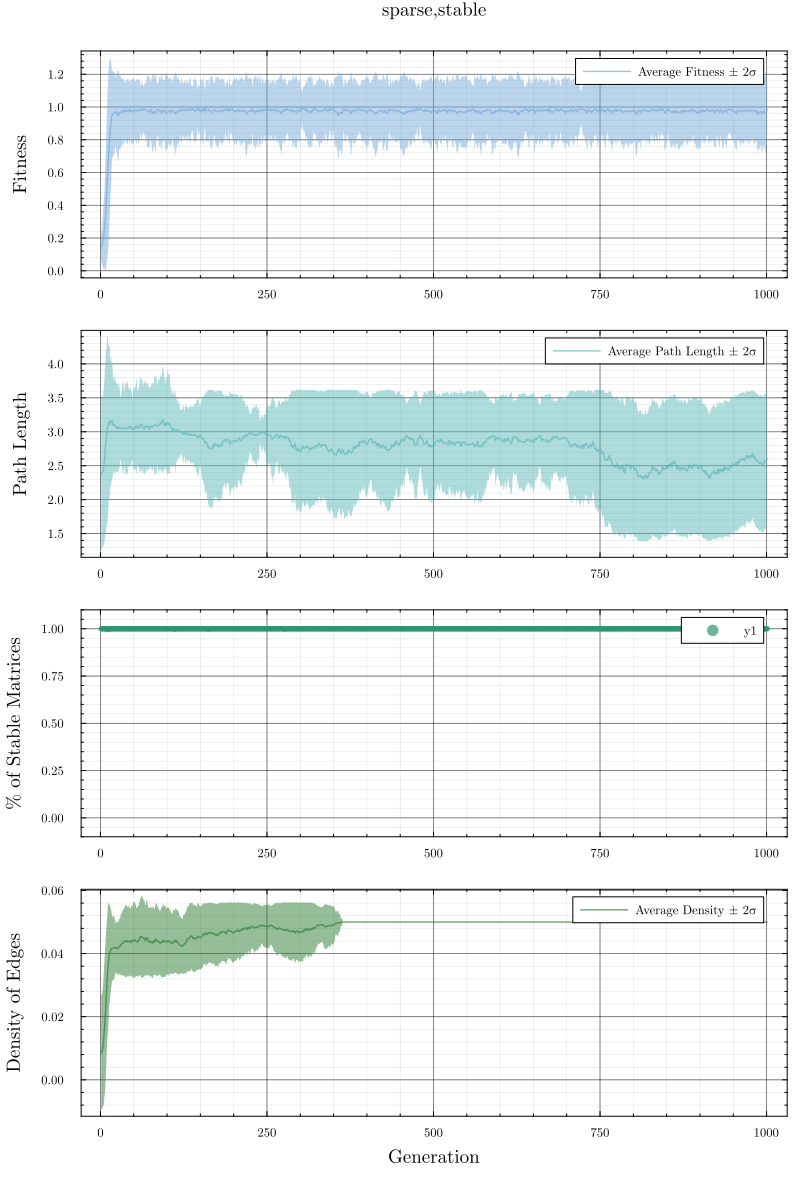 sparse,stable
Fitness
1.2
1.0
0.8
0.6
0.4
0.2
0.0
Average Fitness ± 2σ
0 250 500 750 1000
Path Length
4.0
3.5
3.0
2.5
2.0
1.5
Average Path Length ± 2σ
0 250 500 750 1000
% of Stable Matrices
1.00
0.75
0.50
0.25
0.00
y1
0 250 500 750 1000
Density of Edges
0.06
0.04
0.02
0.00
Average Density ± 2σ
0 250 500 750 1000
Generation